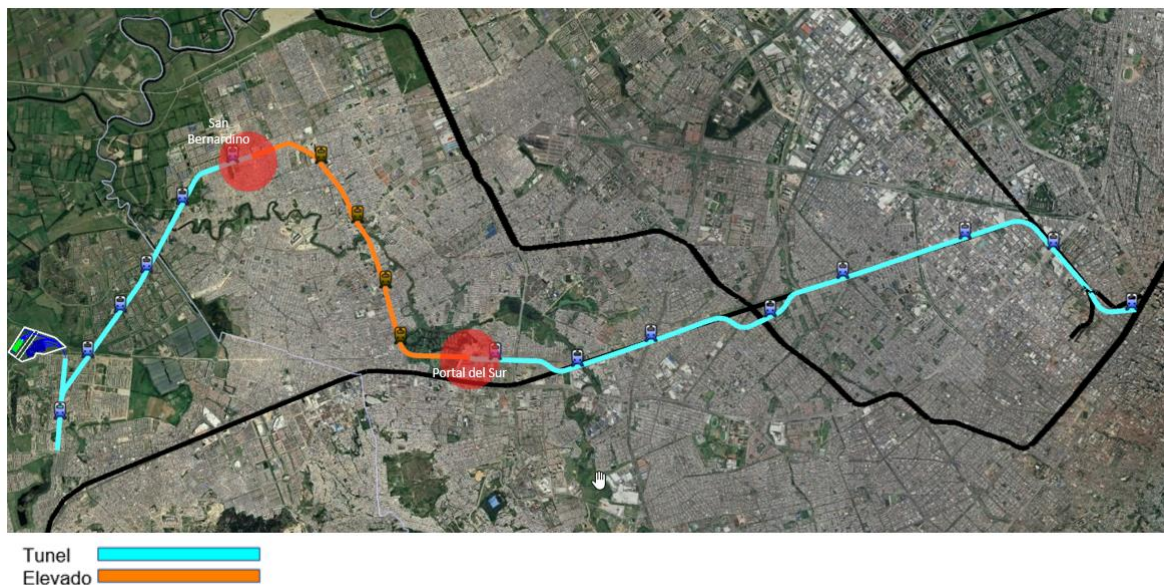 San
Bernardino
Portal del Sur
Tunel
Elevado